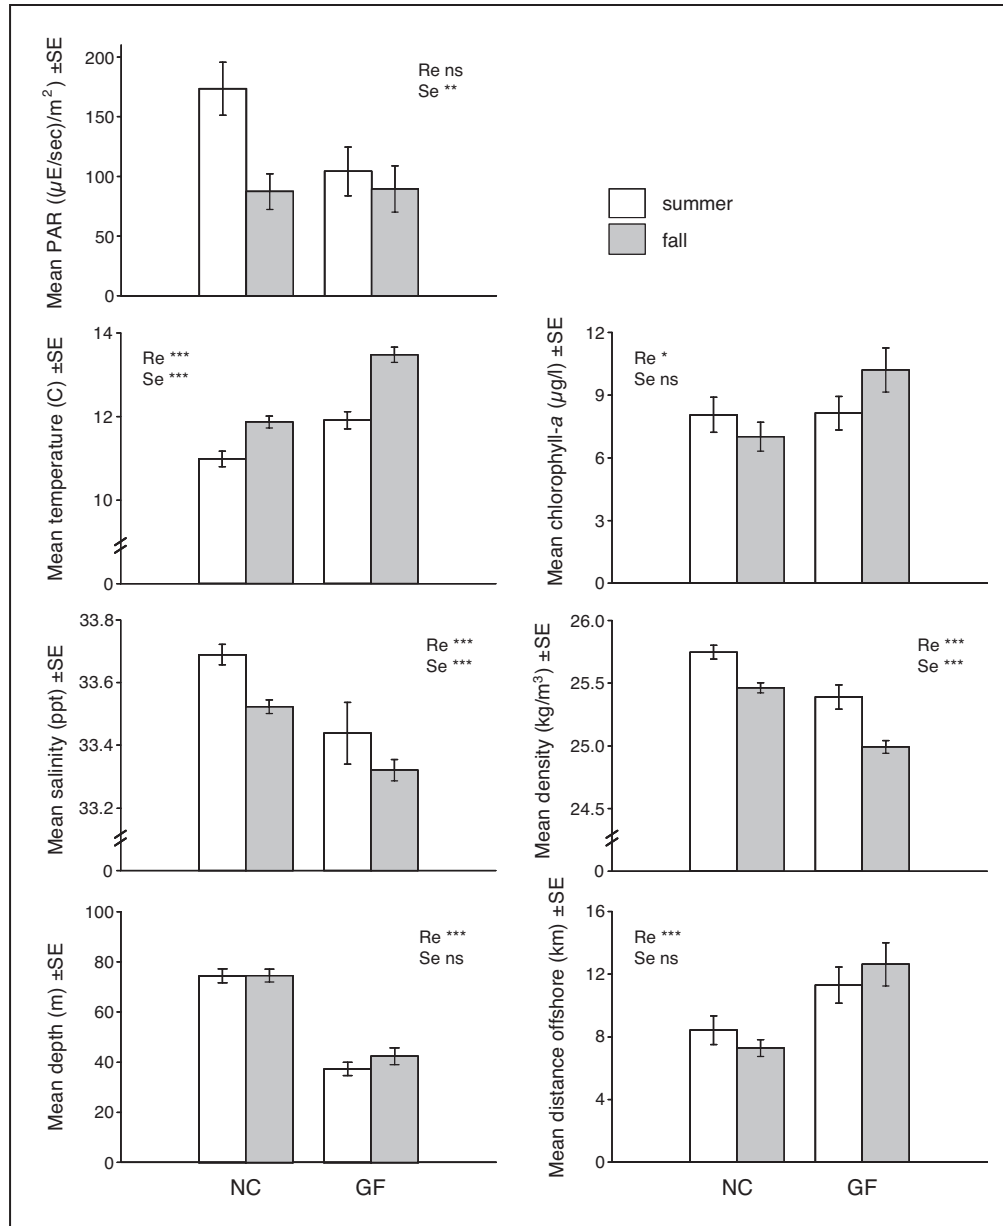 Mean PAR ((µE/sec)/m²) ±SE
200
150
100
50
0
Re ns
Se **
summer
fall
Mean temperature (C) ±SE
14
12
10
0
Re ***
Se ***
Mean chlorophyll-a (µg/l) ±SE
12
9
6
3
0
Re *
Se ns
Mean salinity (ppt) ±SE
33.8
33.6
33.4
33.2
0
Re ***
Se ***
Mean density (kg/m³) ±SE
26.0
25.5
25.0
24.5
0
Re ***
Se ***
Mean depth (m) ±SE
100
80
60
40
20
0
Re ***
Se ns
NC
GF
Mean distance offshore (km) ±SE
16
12
8
4
0
Re ***
Se ns
NC
GF